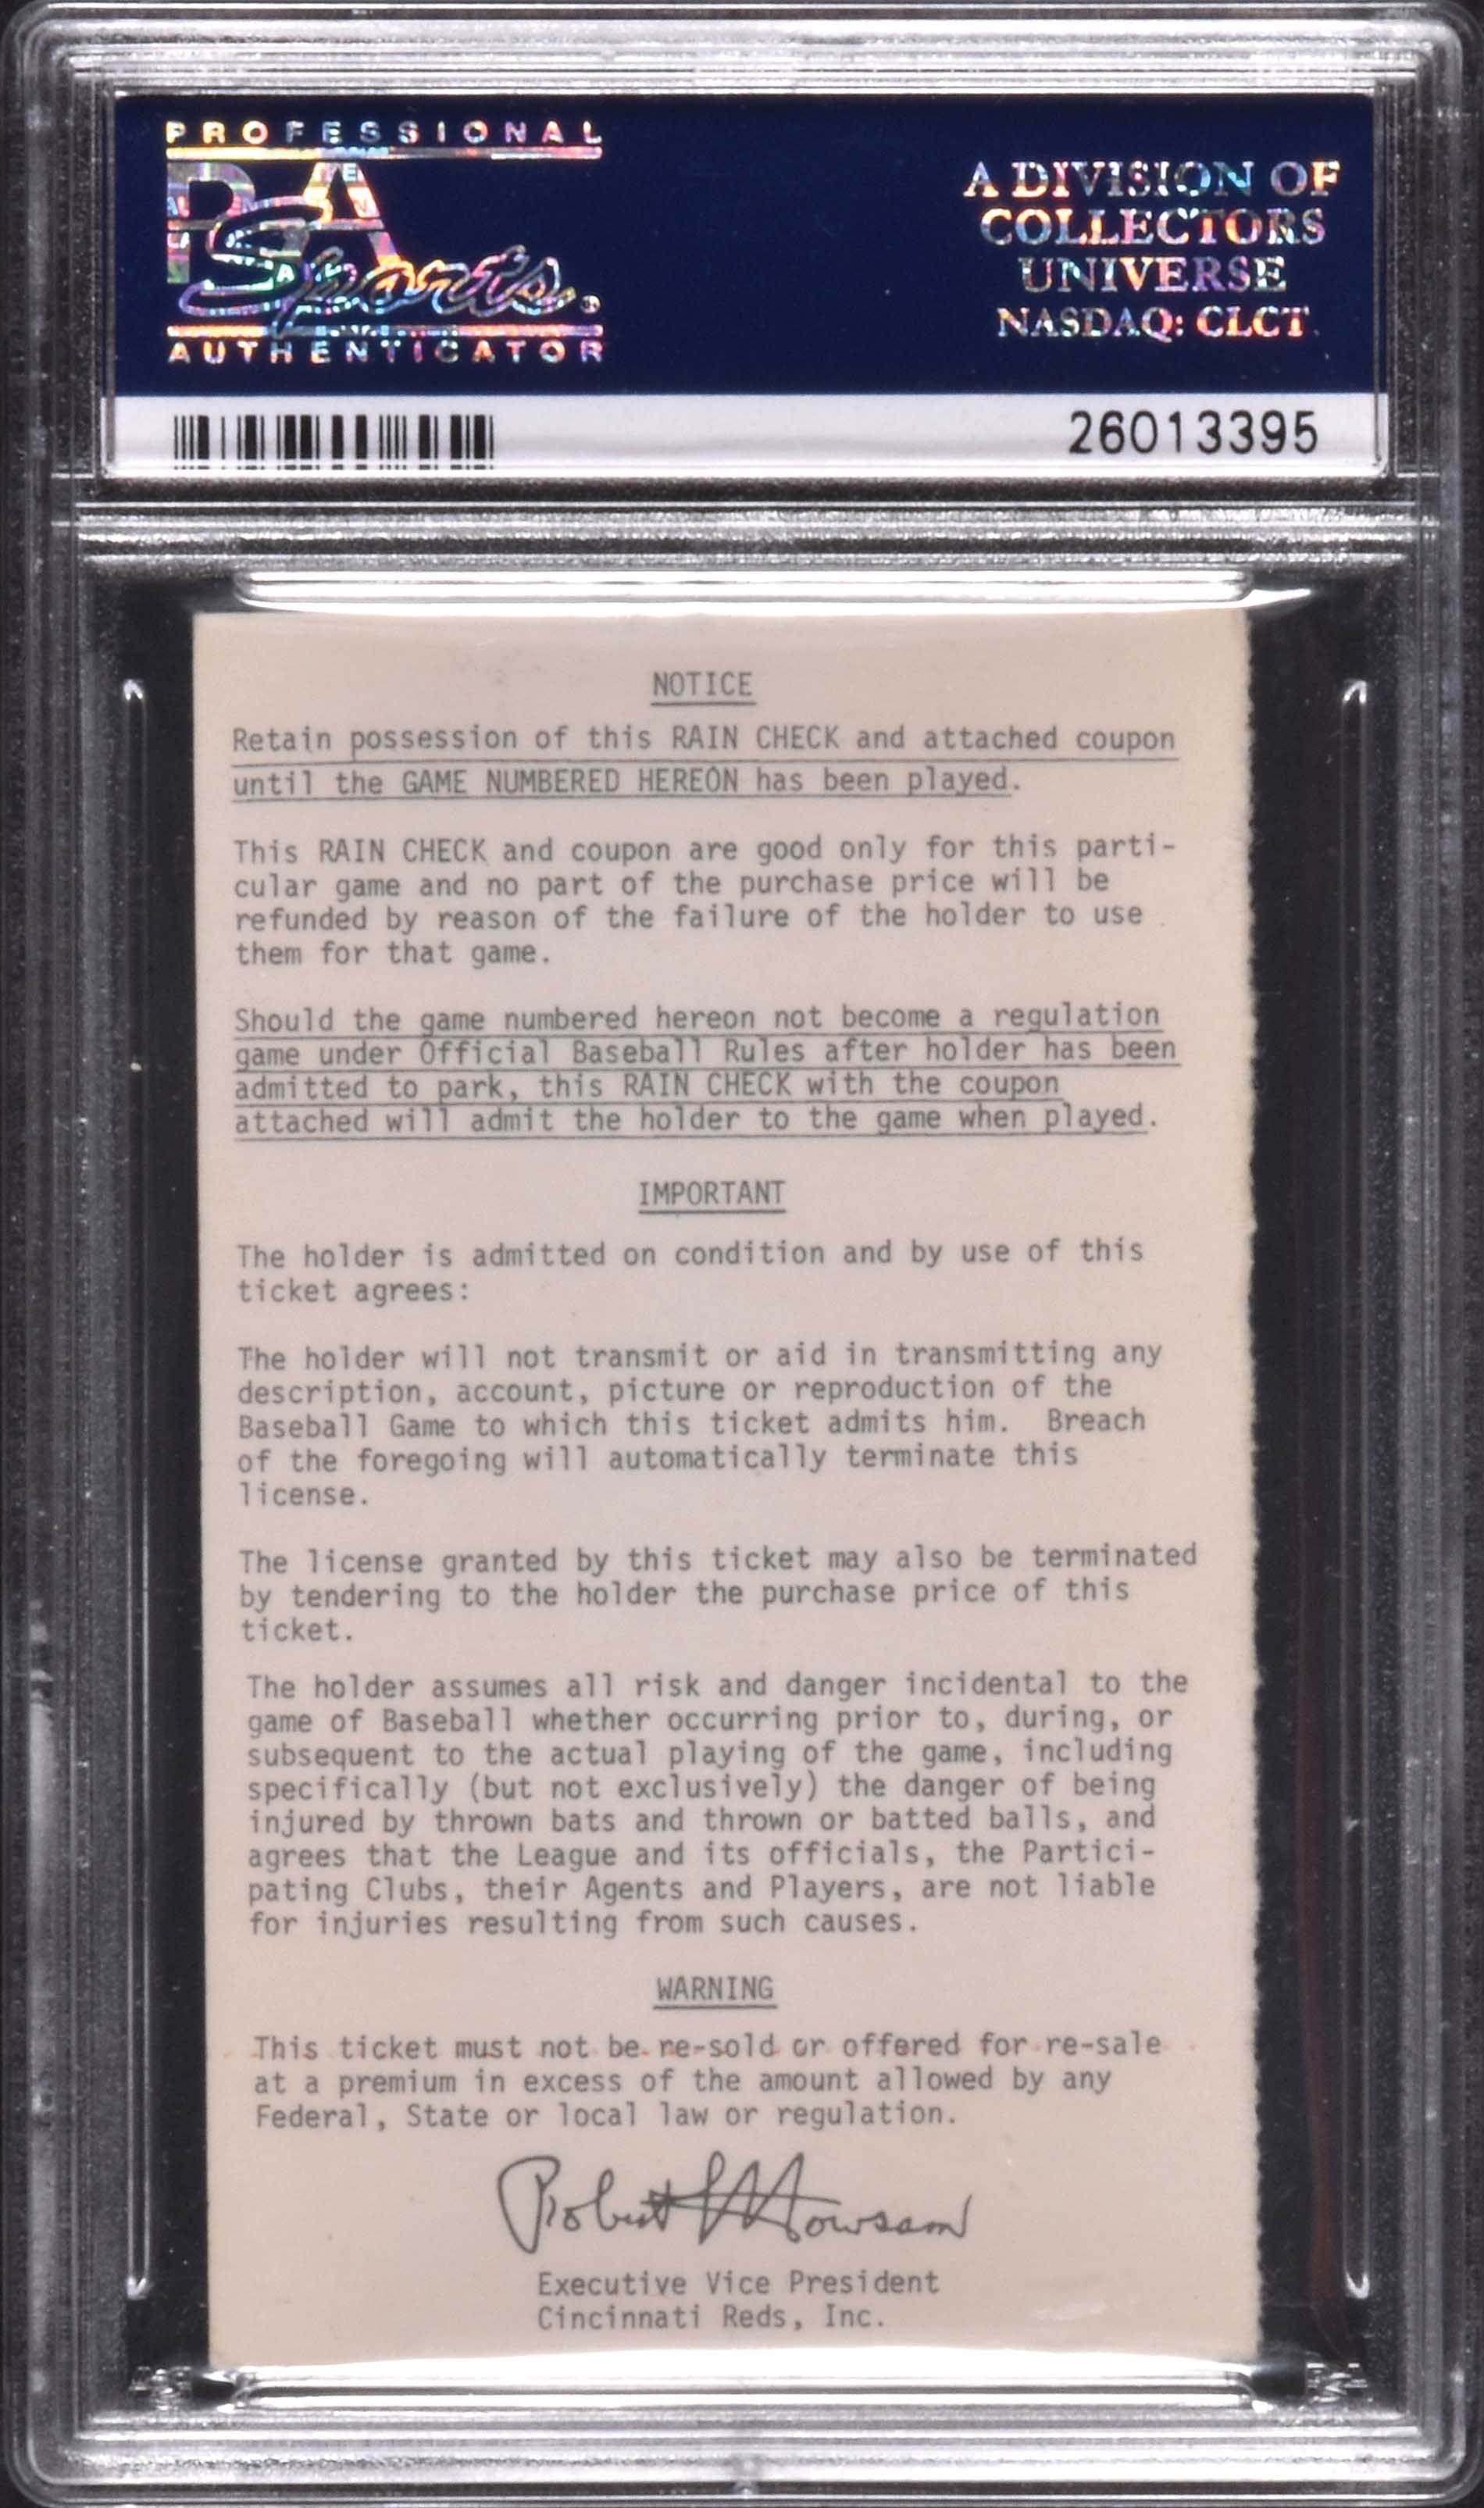 PROFESSIONAL
PSA
Sports®
AUTHENTICATOR
A DIVISION OF
COLLECTORS
UNIVERSE
NASDAQ: CLCT
26013395
NOTICE
Retain possession of this RAIN CHECK and attached coupon
until the GAME NUMBERED HEREON has been played.
This RAIN CHECK and coupon are good only for this parti-
cular game and no part of the purchase price will be
refunded by reason of the failure of the holder to use
them for that game.
Should the game numbered hereon not become a regulation
game under Official Baseball Rules after holder has been
admitted to park, this RAIN CHECK with the coupon
attached will admit the holder to the game when played.
IMPORTANT
The holder is admitted on condition and by use of this
ticket agrees:
The holder will not transmit or aid in transmitting any
description, account, picture or reproduction of the
Baseball Game to which this ticket admits him.  Breach
of the foregoing will automatically terminate this
license.
The license granted by this ticket may also be terminated
by tendering to the holder the purchase price of this
ticket.
The holder assumes all risk and danger incidental to the
game of Baseball whether occurring prior to, during, or
subsequent to the actual playing of the game, including
specifically (but not exclusively) the danger of being
injured by thrown bats and thrown or batted balls, and
agrees that the League and its officials, the Partici-
pating Clubs, their Agents and Players, are not liable
for injuries resulting from such causes.
WARNING
This ticket must not be re-sold or offered for re-sale
at a premium in excess of the amount allowed by any
Federal, State or local law or regulation.
Robert L Howsam
Executive Vice President
Cincinnati Reds, Inc.